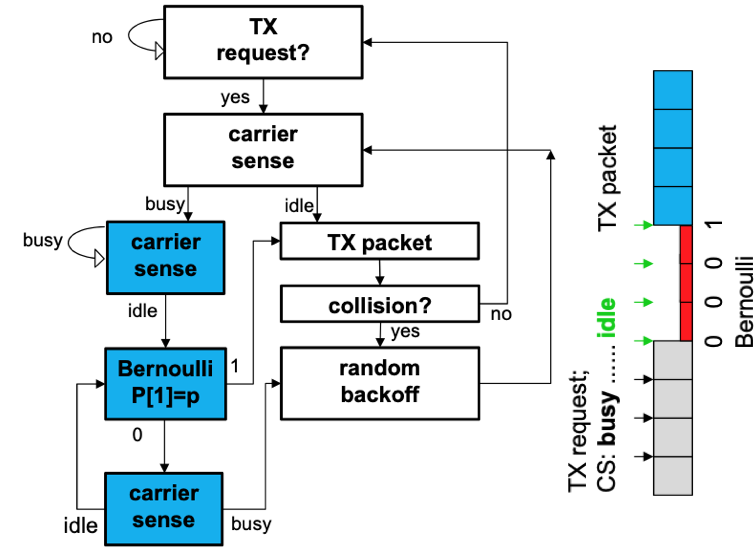 no
TX
request?
yes
carrier
sense
busy
idle
busy
carrier
sense
TX packet
idle
collision?
no
yes
Bernoulli
P[1]=p
1
random
backoff
0
carrier
sense
idle
busy
TX packet
TX request;
CS: busy ...... idle
0 0 0 1
Bernoulli